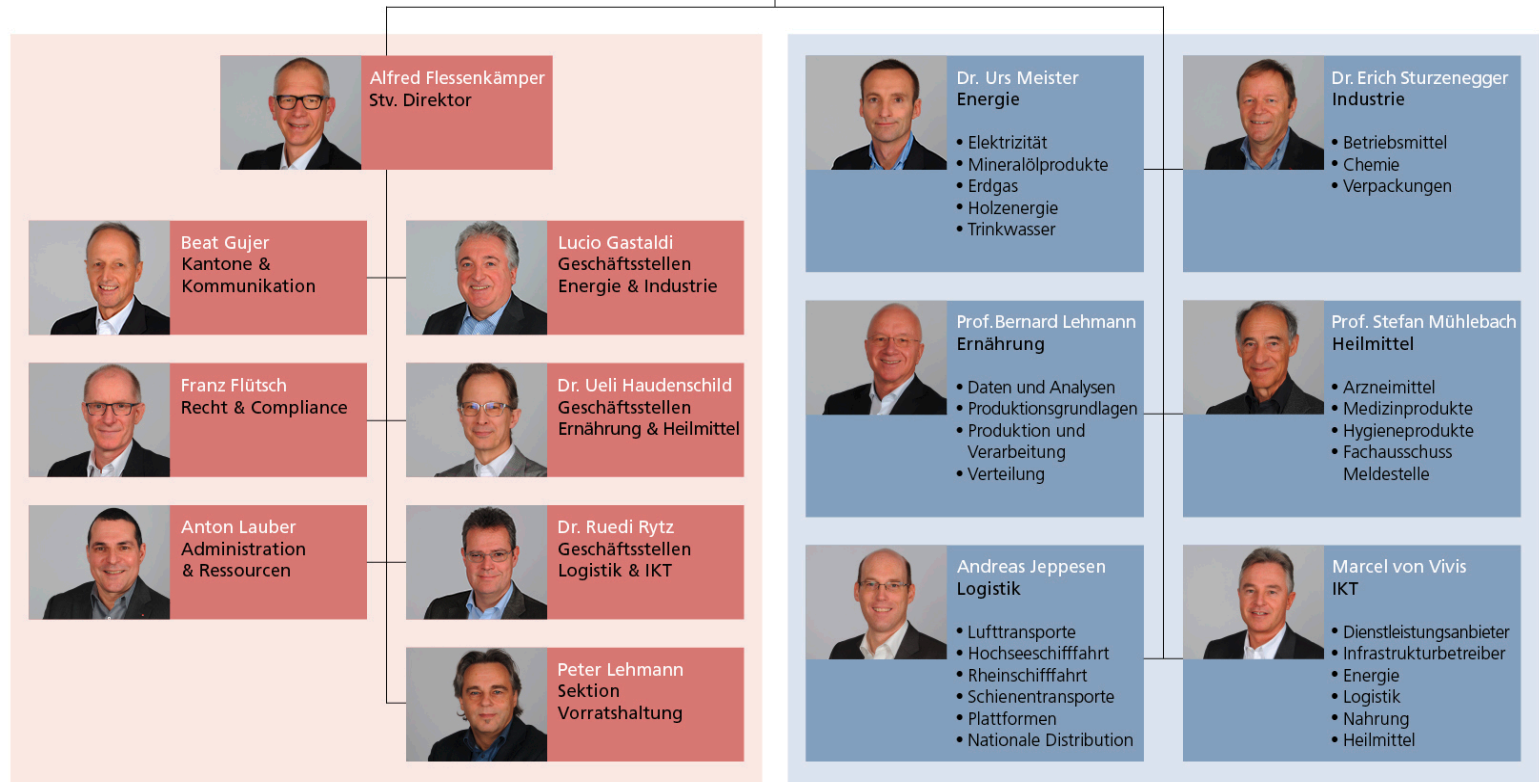 Alfred Flessenkämper
Stv. Direktor
Beat Gujer
Kantone &
Kommunikation
Lucio Gastaldi
Geschäftsstellen
Energie & Industrie
Franz Flütsch
Recht & Compliance
Dr. Ueli Haudenschild
Geschäftsstellen
Ernährung & Heilmittel
Anton Lauber
Administration
& Ressourcen
Dr. Ruedi Rytz
Geschäftsstellen
Logistik & IKT
Peter Lehmann
Sektion
Vorratshaltung
Dr. Urs Meister
Energie
• Elektrizität
• Mineralölprodukte
• Erdgas
• Holzenergie
• Trinkwasser
Dr. Erich Sturzenegger
Industrie
• Betriebsmittel
• Chemie
• Verpackungen
Prof. Bernard Lehmann
Ernährung
• Daten und Analysen
• Produktionsgrundlagen
• Produktion und
Verarbeitung
• Verteilung
Prof. Stefan Mühlebach
Heilmittel
• Arzneimittel
• Medizinprodukte
• Hygieneprodukte
• Fachausschuss
Meldestelle
Andreas Jeppesen
Logistik
• Lufttransporte
• Hochseeschifffahrt
• Rheinschifffahrt
• Schienentransporte
• Plattformen
• Nationale Distribution
Marcel von Vivis
IKT
• Dienstleistungsanbieter
• Infrastrukturbetreiber
• Energie
• Logistik
• Nahrung
• Heilmittel